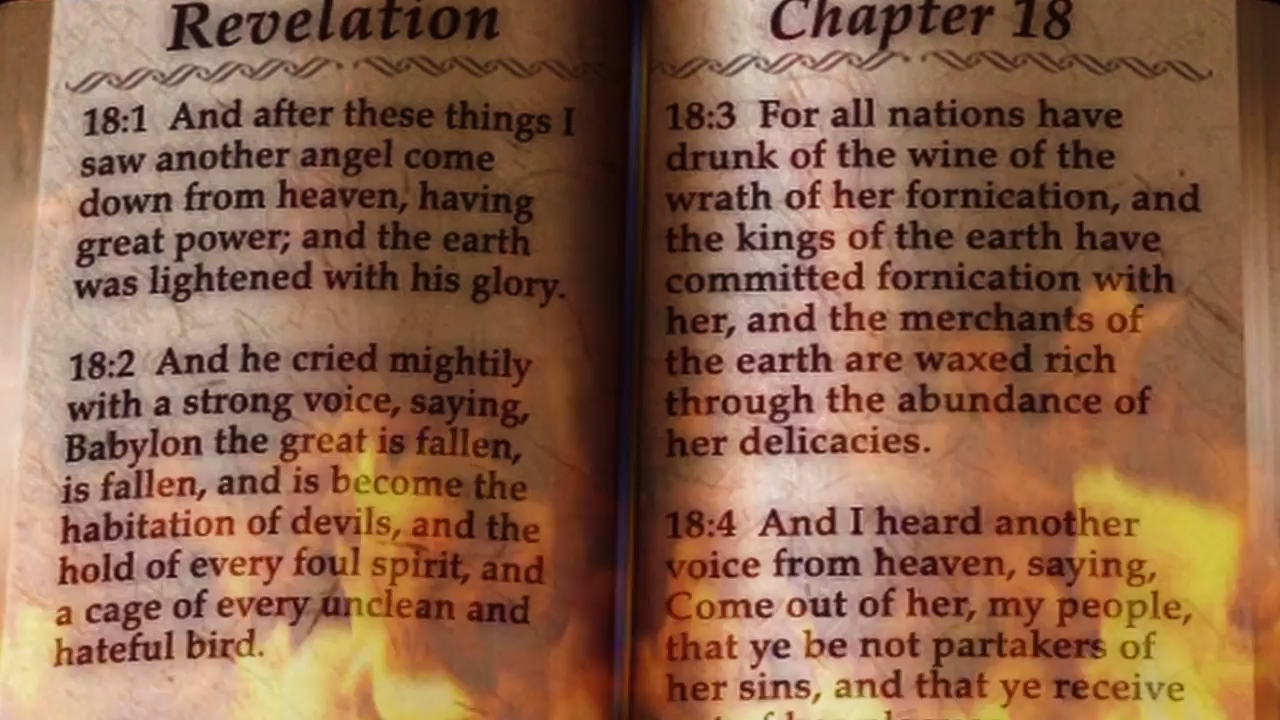 Revelation
18:1 And after these things I
saw another angel come
down from heaven, having
great power; and the earth
was lightened with his glory.
18:2 And he cried mightily
with a strong voice, saying,
Babylon the great is fallen,
is fallen, and is become the
habitation of devils, and the
hold of every foul spirit, and
a cage of every unclean and
hateful bird.
Chapter 18
18:3 For all nations have
drunk of the wine of the
wrath of her fornication, and
the kings of the earth have
committed fornication with
her, and the merchants of
the earth are waxed rich
through the abundance of
her delicacies.
18:4 And I heard another
voice from heaven, saying,
Come out of her, my people,
that ye be not partakers of
her sins, and that ye receive